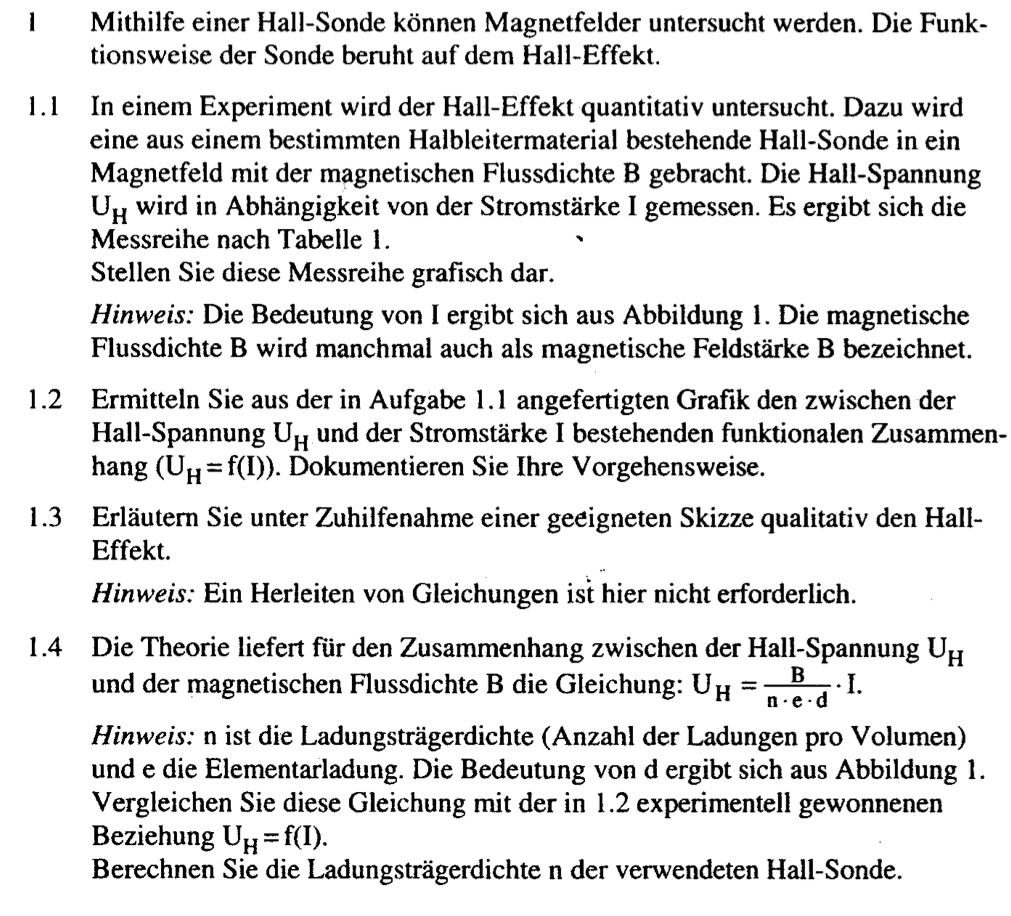 1 Mithilfe einer Hall-Sonde können Magnetfelder untersucht werden. Die Funk-
tionsweise der Sonde beruht auf dem Hall-Effekt.
1.1 In einem Experiment wird der Hall-Effekt quantitativ untersucht. Dazu wird
eine aus einem bestimmten Halbleitermaterial bestehende Hall-Sonde in ein
Magnetfeld mit der magnetischen Flussdichte B gebracht. Die Hall-Spannung
U_H wird in Abhängigkeit von der Stromstärke I gemessen. Es ergibt sich die
Messreihe nach Tabelle 1.
Stellen Sie diese Messreihe grafisch dar.
Hinweis: Die Bedeutung von I ergibt sich aus Abbildung 1. Die magnetische
Flussdichte B wird manchmal auch als magnetische Feldstärke B bezeichnet.
1.2 Ermitteln Sie aus der in Aufgabe 1.1 angefertigten Grafik den zwischen der
Hall-Spannung U_H und der Stromstärke I bestehenden funktionalen Zusammen-
hang (U_H = f(I)). Dokumentieren Sie Ihre Vorgehensweise.
1.3 Erläutern Sie unter Zuhilfenahme einer geeigneten Skizze qualitativ den Hall-
Effekt.
Hinweis: Ein Herleiten von Gleichungen ist hier nicht erforderlich.
1.4 Die Theorie liefert für den Zusammenhang zwischen der Hall-Spannung U_H
und der magnetischen Flussdichte B die Gleichung: U_H = B/(n · e · d) · I.
Hinweis: n ist die Ladungsträgerdichte (Anzahl der Ladungen pro Volumen)
und e die Elementarladung. Die Bedeutung von d ergibt sich aus Abbildung 1.
Vergleichen Sie diese Gleichung mit der in 1.2 experimentell gewonnenen
Beziehung U_H = f(I).
Berechnen Sie die Ladungsträgerdichte n der verwendeten Hall-Sonde.